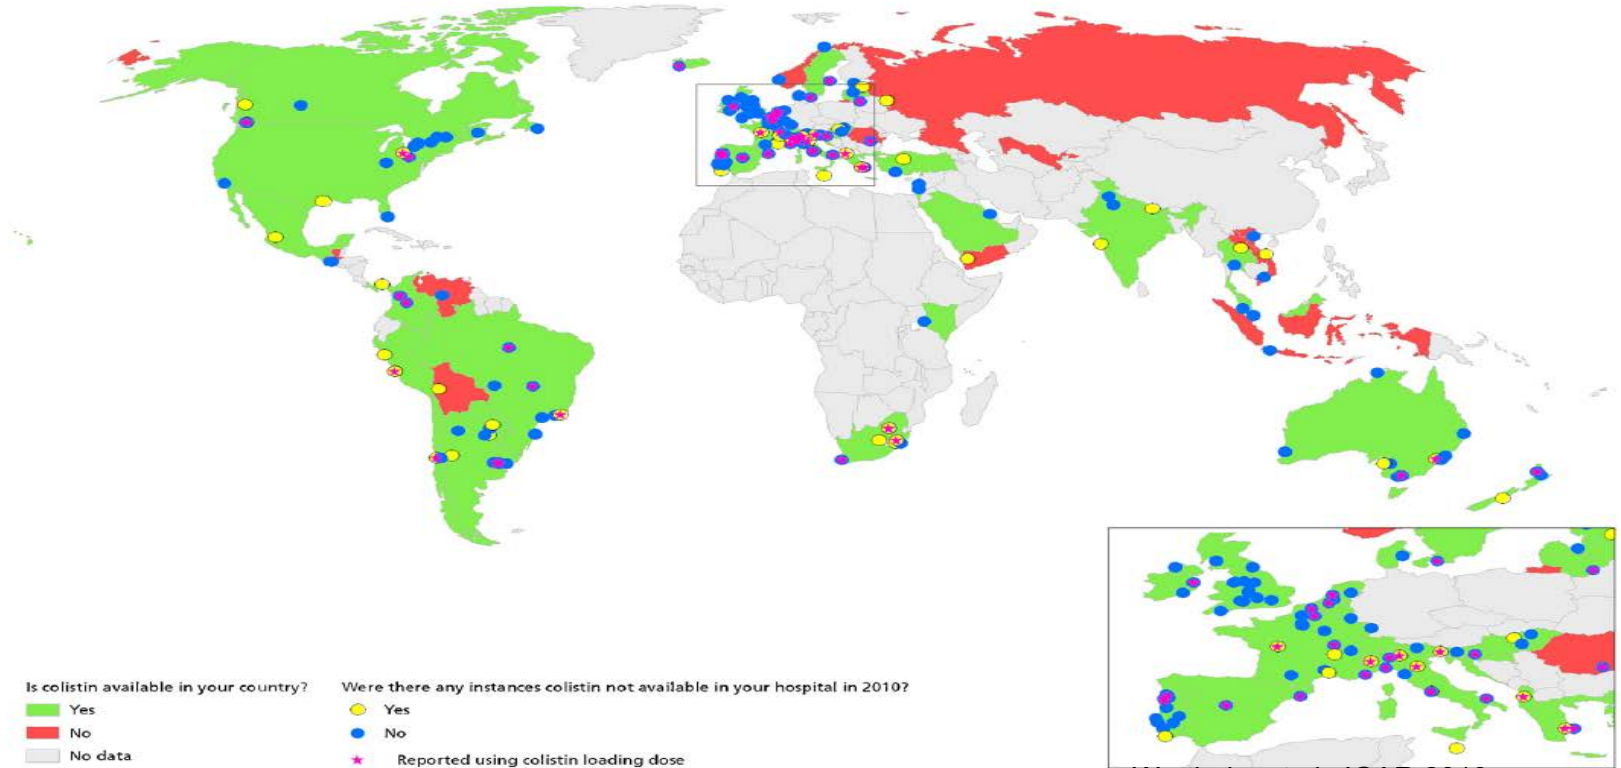 Is colistin available in your country?
Yes
No
No data
Were there any instances colistin not available in your hospital in 2010?
Yes
No
Reported using colistin loading dose